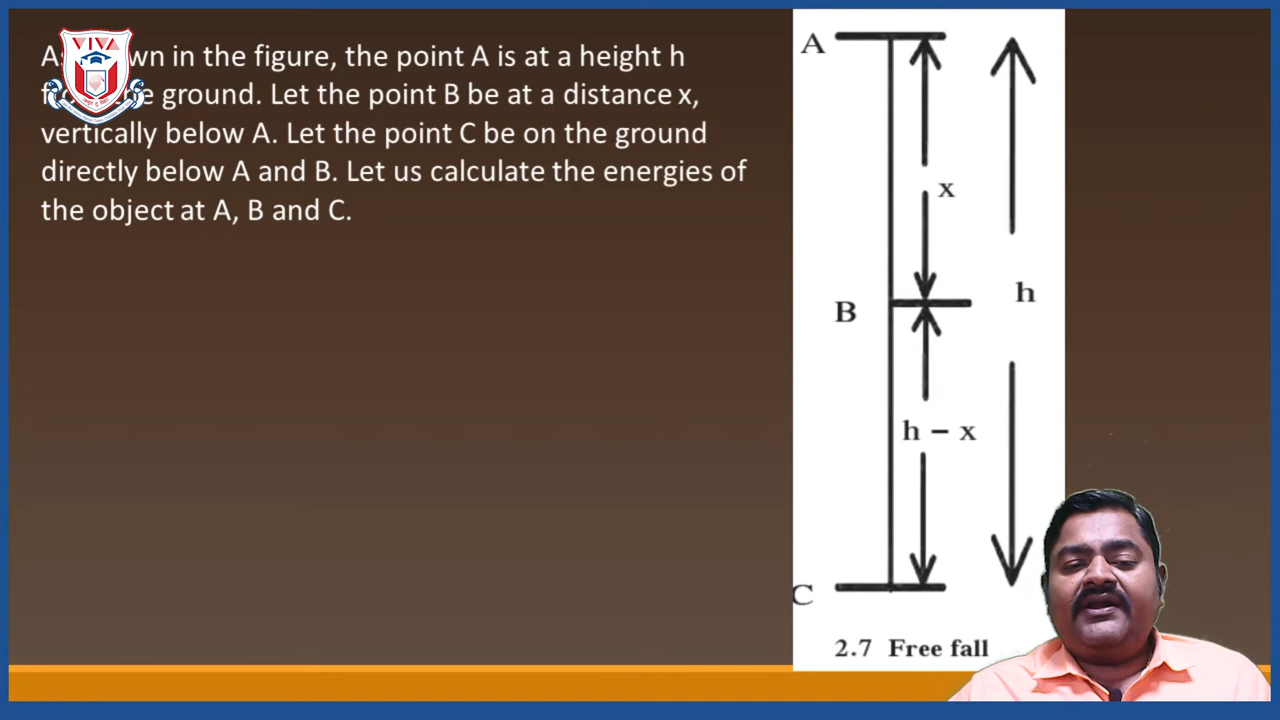 VIVA
As wn in the figure, the point A is at a height h
f e ground. Let the point B be at a distance x,
vertically below A. Let the point C be on the ground
directly below A and B. Let us calculate the energies of
the object at A, B and C.
A
x
B
h
h - x
C
2.7 Free fall